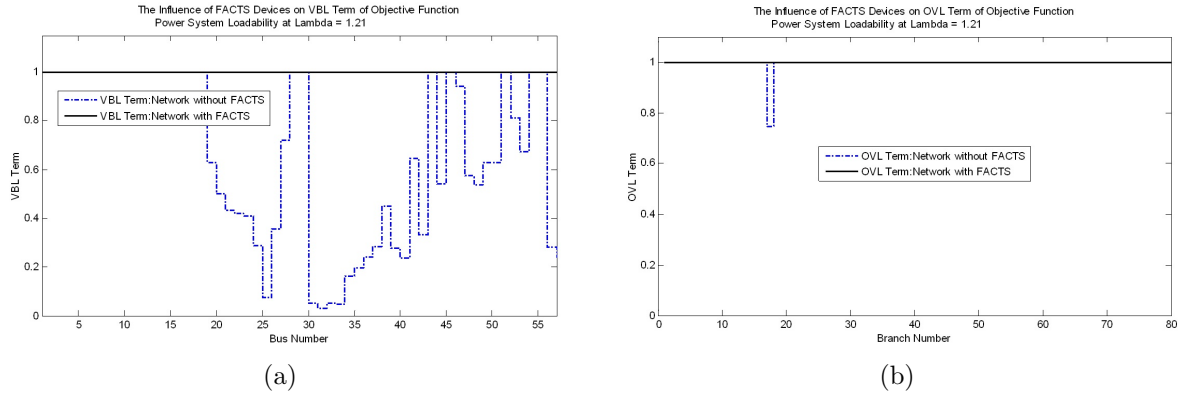 The Influence of FACTS Devices on VBL Term of Objective Function
Power System Loadability at Lambda = 1.21
1
0.8
0.6
0.4
0.2
0
VBL Term
VBL Term:Network without FACTS
VBL Term:Network with FACTS
5 10 15 20 25 30 35 40 45 50 55
Bus Number
(a)
The Influence of FACTS Devices on OVL Term of Objective Function
Power System Loadability at Lambda = 1.21
1
0.8
0.6
0.4
0.2
0
OVL Term
OVL Term:Network without FACTS
OVL Term:Network with FACTS
0 10 20 30 40 50 60 70 80
Branch Number
(b)